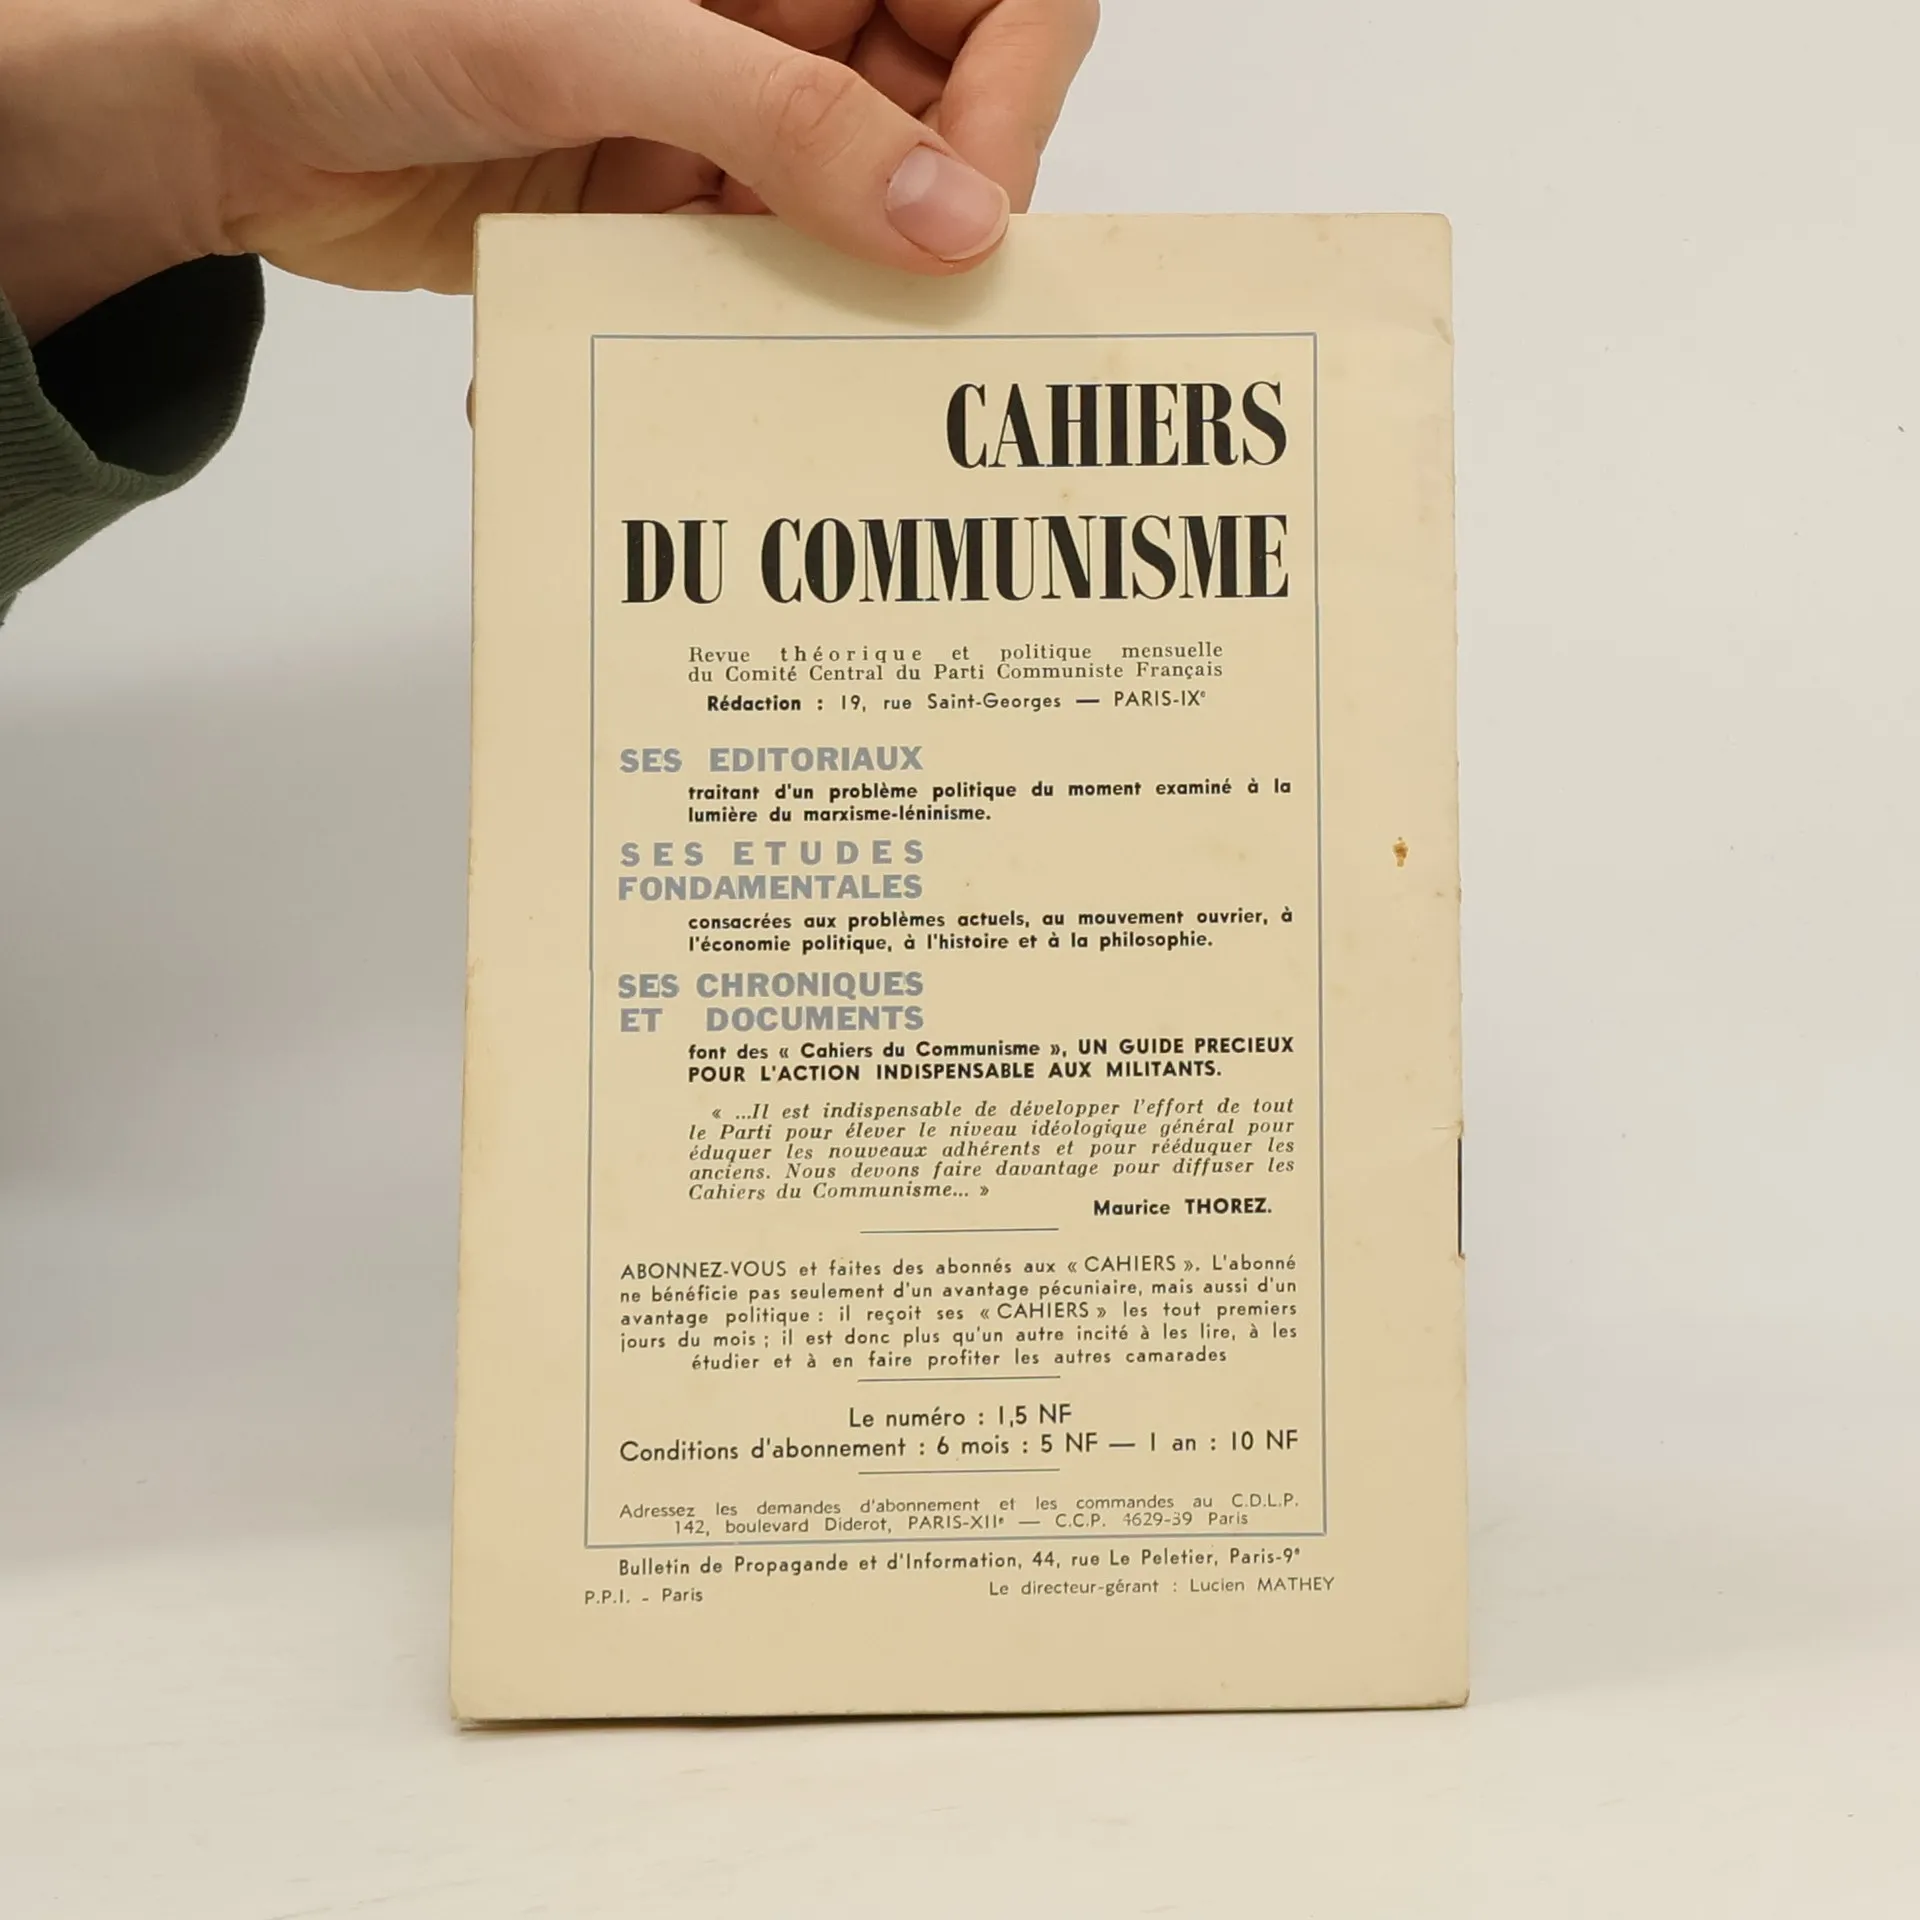 CAHIERS
DU COMMUNISME
Revue théorique et politique mensuelle
du Comité Central du Parti Communiste Français
Rédaction : 19, rue Saint-Georges — PARIS-IXe
SES EDITORIAUX
traitant d'un problème politique du moment examiné à la
lumière du marxisme-léninisme.
SES ETUDES
FONDAMENTALES
consacrées aux problèmes actuels, au mouvement ouvrier, à
l'économie politique, à l'histoire et à la philosophie.
SES CHRONIQUES
ET DOCUMENTS
font des « Cahiers du Communisme », UN GUIDE PRECIEUX
POUR L'ACTION INDISPENSABLE AUX MILITANTS.
« ...Il est indispensable de développer l'effort de tout
le Parti pour élever le niveau idéologique général pour
éduquer les nouveaux adhérents et pour rééduquer les
anciens. Nous devons faire davantage pour diffuser les
Cahiers du Communisme... »
Maurice THOREZ.
ABONNEZ-VOUS et faites des abonnés aux « CAHIERS ». L'abonné
ne bénéficie pas seulement d'un avantage pécuniaire, mais aussi d'un
avantage politique : il reçoit ses « CAHIERS » les tout premiers
jours du mois ; il est donc plus qu'un autre incité à les lire, à les
étudier et à en faire profiter les autres camarades
Le numéro : 1,5 NF
Conditions d'abonnement : 6 mois : 5 NF — 1 an : 10 NF
Adressez les demandes d'abonnement et les commandes au C.D.L.P.
142, boulevard Diderot, PARIS-XIIe — C.C.P. 4629-39 Paris
Bulletin de Propagande et d'Information, 44, rue Le Peletier, Paris-9e
P.P.I. - Paris
Le directeur-gérant : Lucien MATHEY